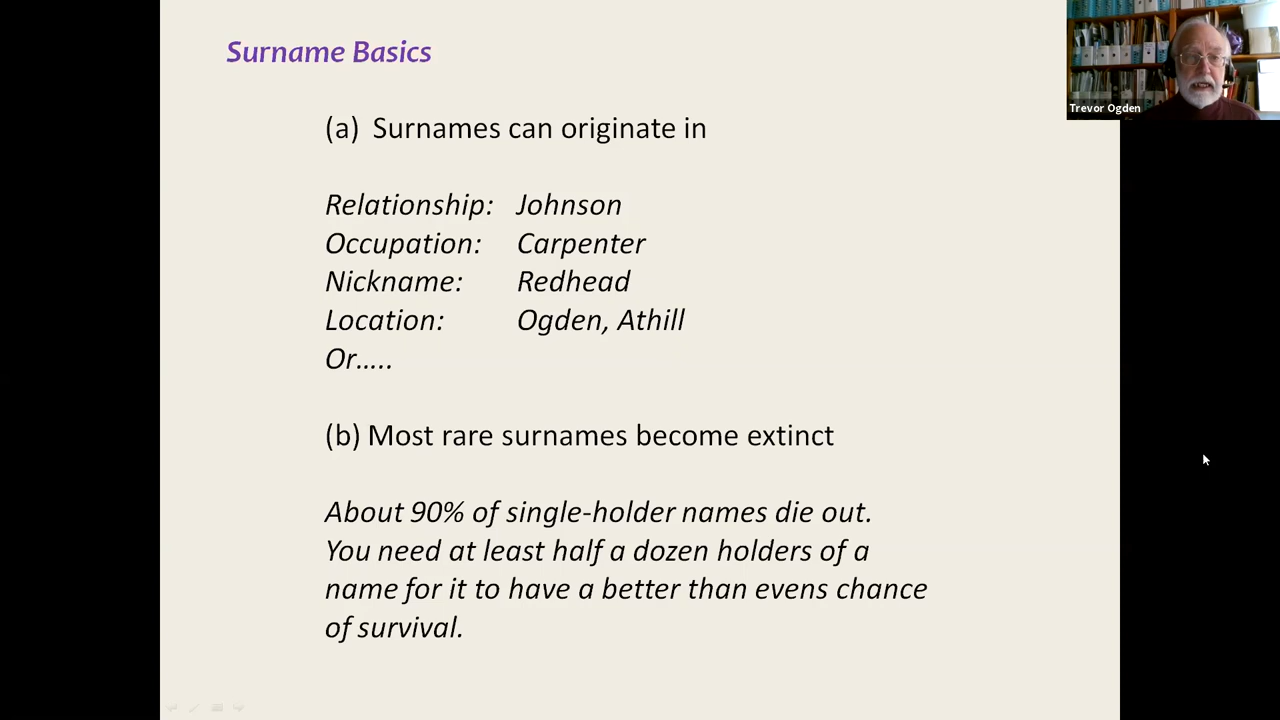 Surname Basics
Trevor Ogden
(a) Surnames can originate in
Relationship: Johnson
Occupation: Carpenter
Nickname: Redhead
Location: Ogden, Athill
Or.....
(b) Most rare surnames become extinct
About 90% of single-holder names die out.
You need at least half a dozen holders of a
name for it to have a better than evens chance
of survival.